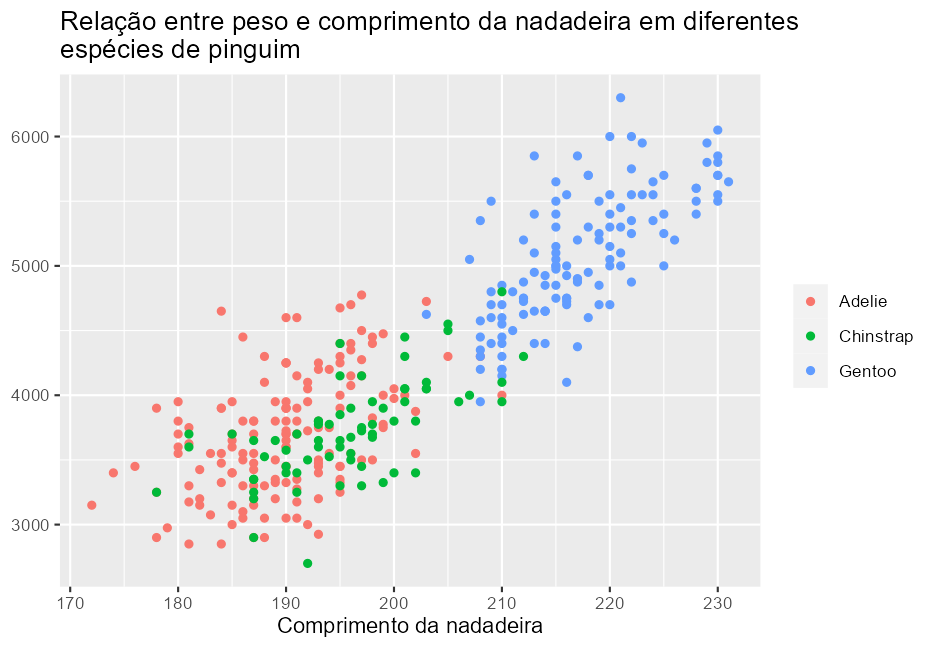 Relação entre peso e comprimento da nadadeira em diferentes
espécies de pinguim
6000
5000
4000
3000
170 180 190 200 210 220 230
Comprimento da nadadeira
Adelie
Chinstrap
Gentoo